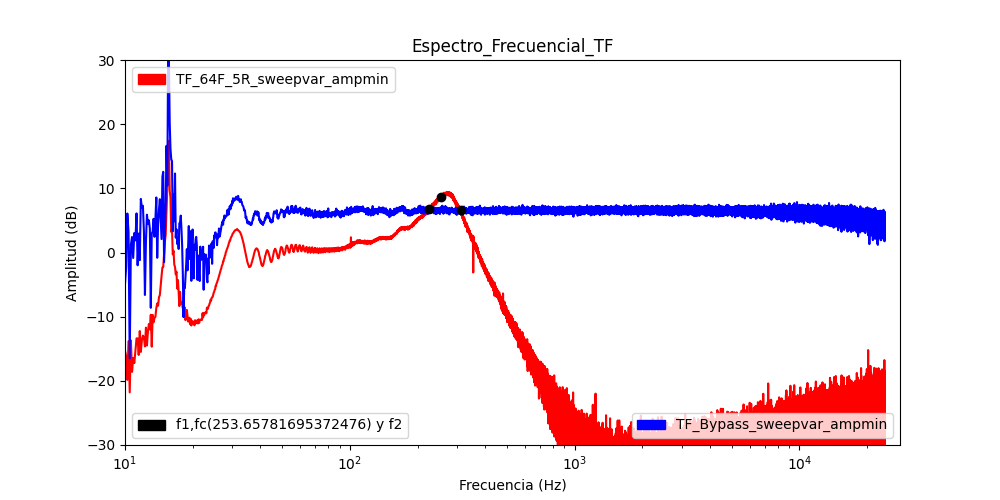 Espectro_Frecuencial_TF
TF_64F_5R_sweepvar_ampmin
30
20
10
0
−10
−20
−30
Amplitud (dB)
f1,fc(253.65781695372476) y f2
TF_Bypass_sweepvar_ampmin
10¹
10²
10³
10⁴
Frecuencia (Hz)